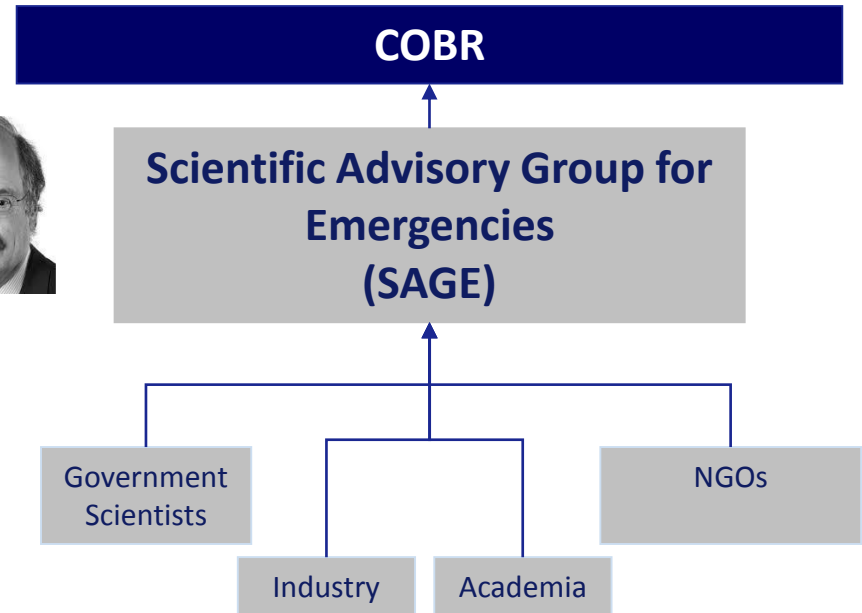 COBR
Scientific Advisory Group for
Emergencies
(SAGE)
Government
Scientists
NGOs
Industry
Academia